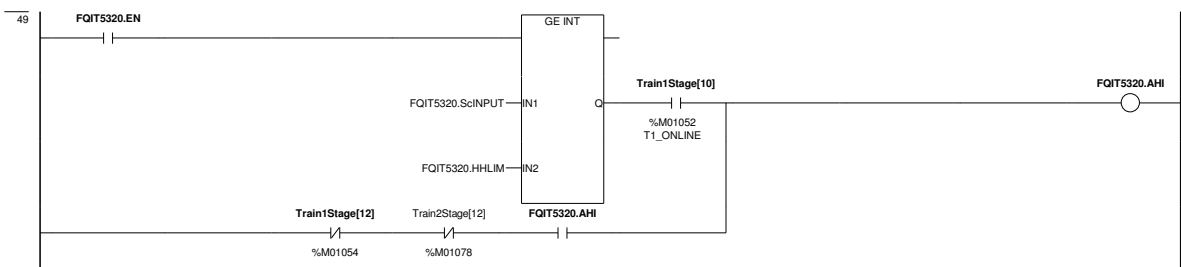 49
FQIT5320.EN
GE INT
Train1Stage[10]
FQIT5320.AHI
FQIT5320.ScINPUT
IN1
Q
%M01052
T1_ONLINE
FQIT5320.HHLIM
IN2
Train1Stage[12]
Train2Stage[12]
FQIT5320.AHI
%M01054
%M01078